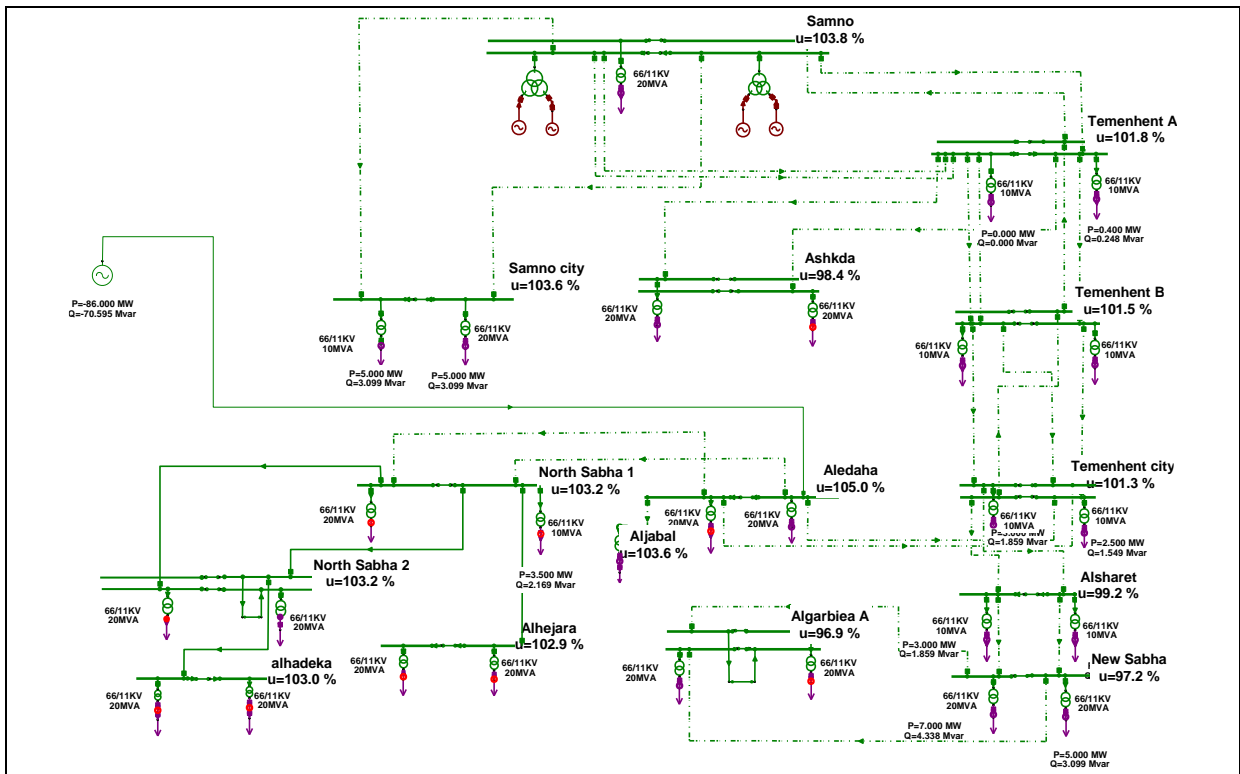 Samno
u=103.8 %
66/11KV
20MVA
Temenhent A
u=101.8 %
66/11KV
10MVA
66/11KV
10MVA
P=0.000 MW
Q=0.000 Mvar
P=0.400 MW
Q=0.248 Mvar
P=-86.000 MW
Q=-70.595 Mvar
Samno city
u=103.6 %
66/11KV
10MVA
66/11KV
20MVA
P=5.000 MW
Q=3.099 Mvar
P=5.000 MW
Q=3.099 Mvar
Ashkda
u=98.4 %
66/11KV
20MVA
66/11KV
20MVA
Temenhent B
u=101.5 %
66/11KV
10MVA
66/11KV
10MVA
North Sabha 1
u=103.2 %
66/11KV
20MVA
66/11KV
10MVA
P=3.500 MW
Q=2.169 Mvar
Aledaha
u=105.0 %
66/11KV
20MVA
66/11KV
20MVA
Aljabal
u=103.6 %
Temenhent city
u=101.3 %
66/11KV
10MVA
66/11KV
10MVA
Q=1.859 Mvar
P=2.500 MW
Q=1.549 Mvar
North Sabha 2
u=103.2 %
66/11KV
20MVA
66/11KV
20MVA
Alhejara
u=102.9 %
66/11KV
20MVA
66/11KV
20MVA
alhadeka
u=103.0 %
66/11KV
20MVA
66/11KV
20MVA
Algarbiea A
u=96.9 %
66/11KV
20MVA
66/11KV
20MVA
Alsharet
u=99.2 %
66/11KV
10MVA
66/11KV
10MVA
P=3.000 MW
Q=1.859 Mvar
New Sabha
u=97.2 %
66/11KV
20MVA
66/11KV
20MVA
P=7.000 MW
Q=4.338 Mvar
P=5.000 MW
Q=3.099 Mvar